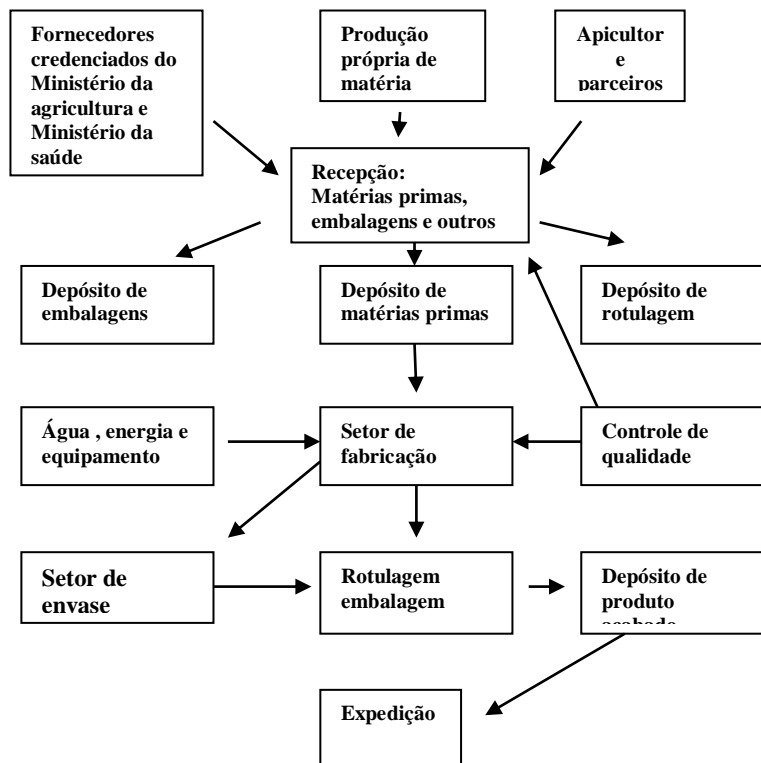 Fornecedores
credenciados do
Ministério da
agricultura e
Ministério da
saúde
Produção
própria de
matéria
Apicultor
e
parceiros
Recepção:
Matérias primas,
embalagens e outros
Depósito de
embalagens
Depósito de
matérias primas
Depósito de
rotulagem
Água , energia e
equipamento
Setor de
fabricação
Controle de
qualidade
Setor de
envase
Rotulagem
embalagem
Depósito de
produto
acabado
Expedição